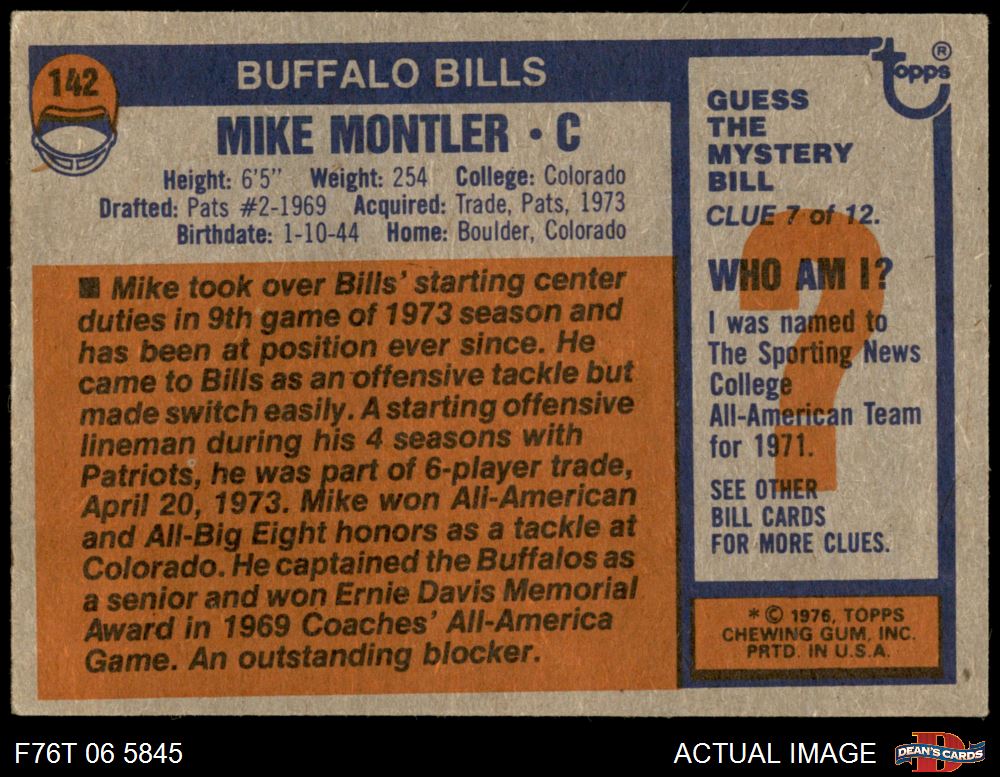 142
BUFFALO BILLS
MIKE MONTLER • C
Height: 6'5" Weight: 254 College: Colorado
Drafted: Pats #2-1969 Acquired: Trade, Pats, 1973
Birthdate: 1-10-44 Home: Boulder, Colorado
■ Mike took over Bills' starting center
duties in 9th game of 1973 season and
has been at position ever since. He
came to Bills as an offensive tackle but
made switch easily. A starting offensive
lineman during his 4 seasons with
Patriots, he was part of 6-player trade,
April 20, 1973. Mike won All-American
and All-Big Eight honors as a tackle at
Colorado. He captained the Buffalos as
a senior and won Ernie Davis Memorial
Award in 1969 Coaches' All-America
Game. An outstanding blocker.
topps®
GUESS
THE
MYSTERY
BILL
CLUE 7 of 12.
?
WHO AM I?
I was named to
The Sporting News
College
All-American Team
for 1971.
SEE OTHER
BILL CARDS
FOR MORE CLUES.
* © 1976, TOPPS
CHEWING GUM, INC.
PRTD. IN U.S.A.
F76T 06 5845
ACTUAL IMAGE
D
DEAN'S CARDS